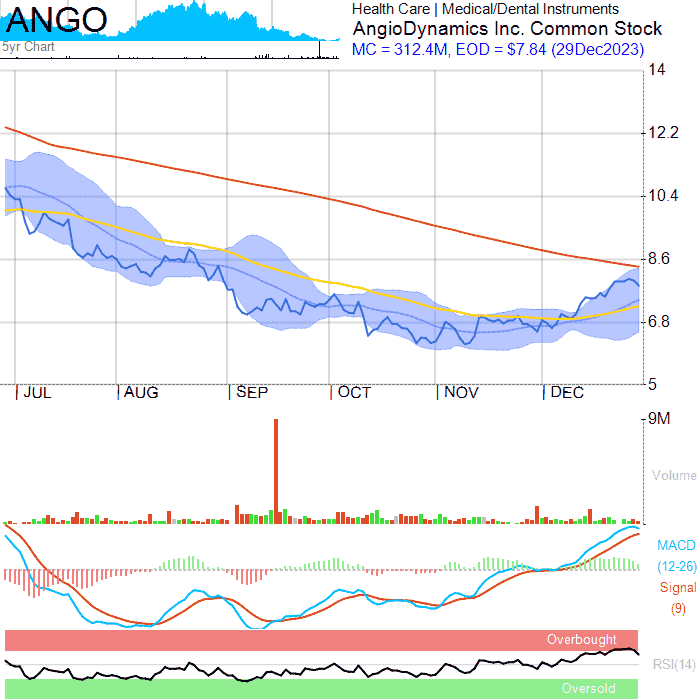 ANGO
5yr Chart
Health Care | Medical/Dental Instruments
AngioDynamics Inc. Common Stock
MC = 312.4M, EOD = $7.84 (29Dec2023)
14
12.2
10.4
8.6
6.8
5
JUL AUG SEP OCT NOV DEC
9M
Volume
MACD
(12-26)
Signal
(9)
Overbought
RSI(14)
Oversold